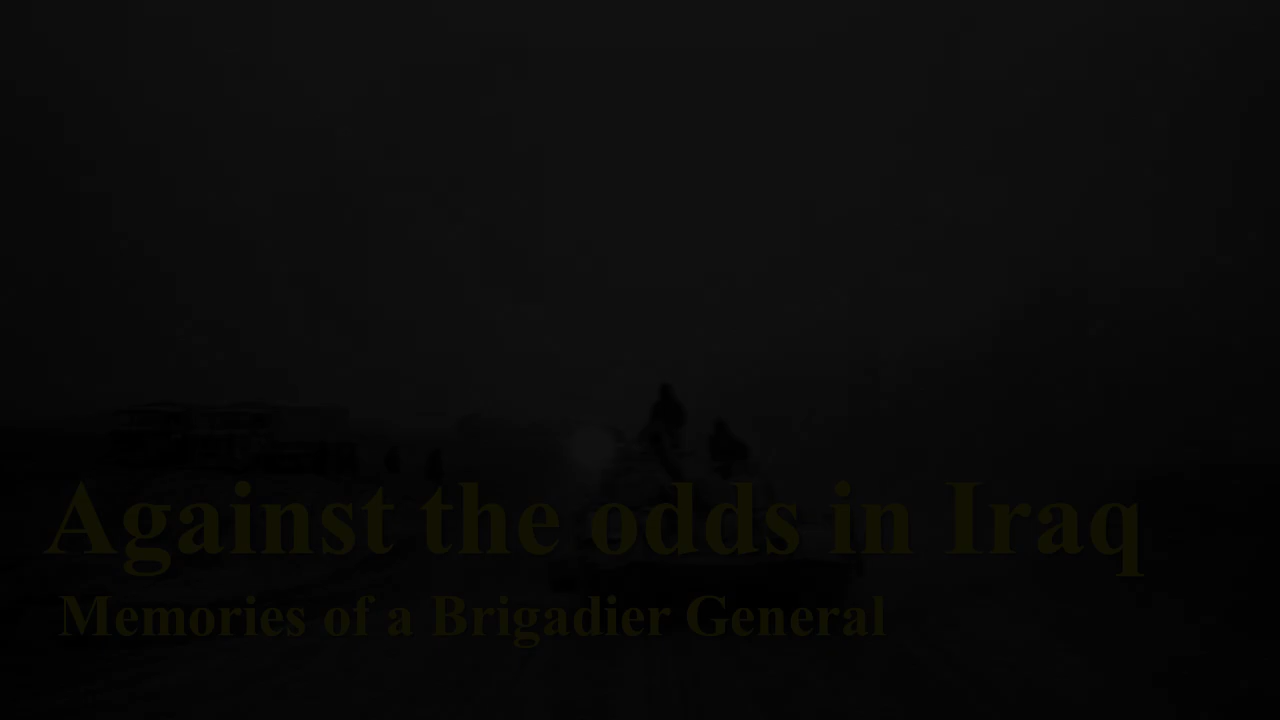 Against the odds in Iraq
Memories of a Brigadier General